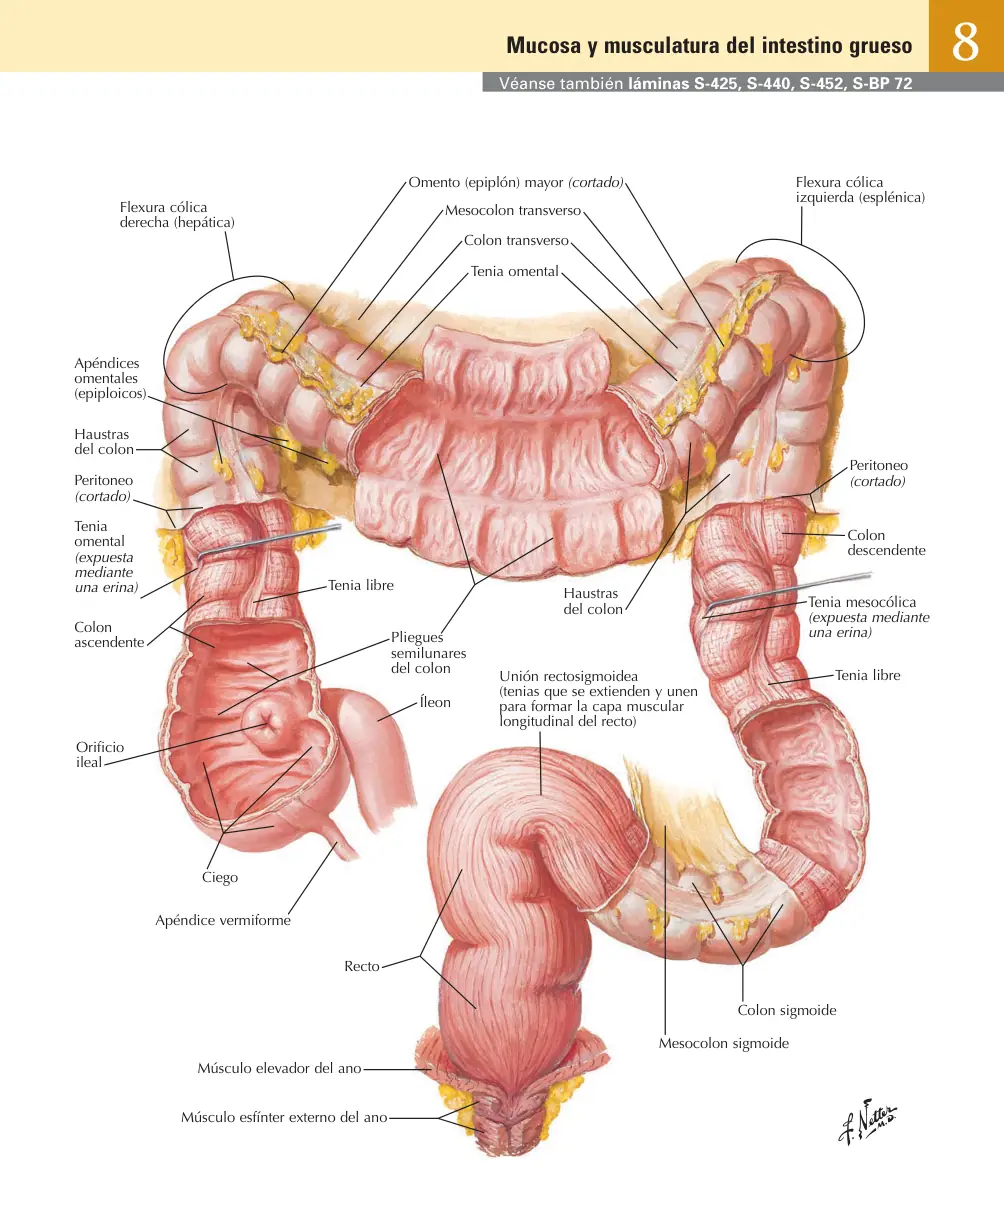 Mucosa y musculatura del intestino grueso
8
Véanse también láminas S-425, S-440, S-452, S-BP 72
Omento (epiplón) mayor (cortado)
Flexura cólica
izquierda (esplénica)
Flexura cólica
derecha (hepática)
Mesocolon transverso
Colon transverso
Tenia omental
Apéndices
omentales
(epiploicos)
Haustras
del colon
Peritoneo
(cortado)
Peritoneo
(cortado)
Tenia
omental
(expuesta
mediante
una erina)
Colon
descendente
Tenia libre
Haustras
del colon
Tenia mesocólica
(expuesta mediante
una erina)
Colon
ascendente
Pliegues
semilunares
del colon
Unión rectosigmoidea
(tenias que se extienden y unen
para formar la capa muscular
longitudinal del recto)
Tenia libre
Íleon
Orificio
ileal
Ciego
Apéndice vermiforme
Recto
Colon sigmoide
Mesocolon sigmoide
Músculo elevador del ano
Músculo esfínter externo del ano
F. Netter
M.D.